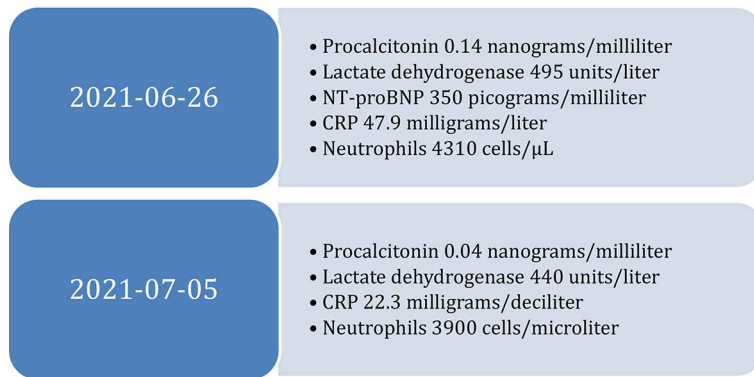 2021-06-26
• Procalcitonin 0.14 nanograms/milliliter
• Lactate dehydrogenase 495 units/liter
• NT-proBNP 350 picograms/milliliter
• CRP 47.9 milligrams/liter
• Neutrophils 4310 cells/μL
2021-07-05
• Procalcitonin 0.04 nanograms/milliliter
• Lactate dehydrogenase 440 units/liter
• CRP 22.3 milligrams/deciliter
• Neutrophils 3900 cells/microliter